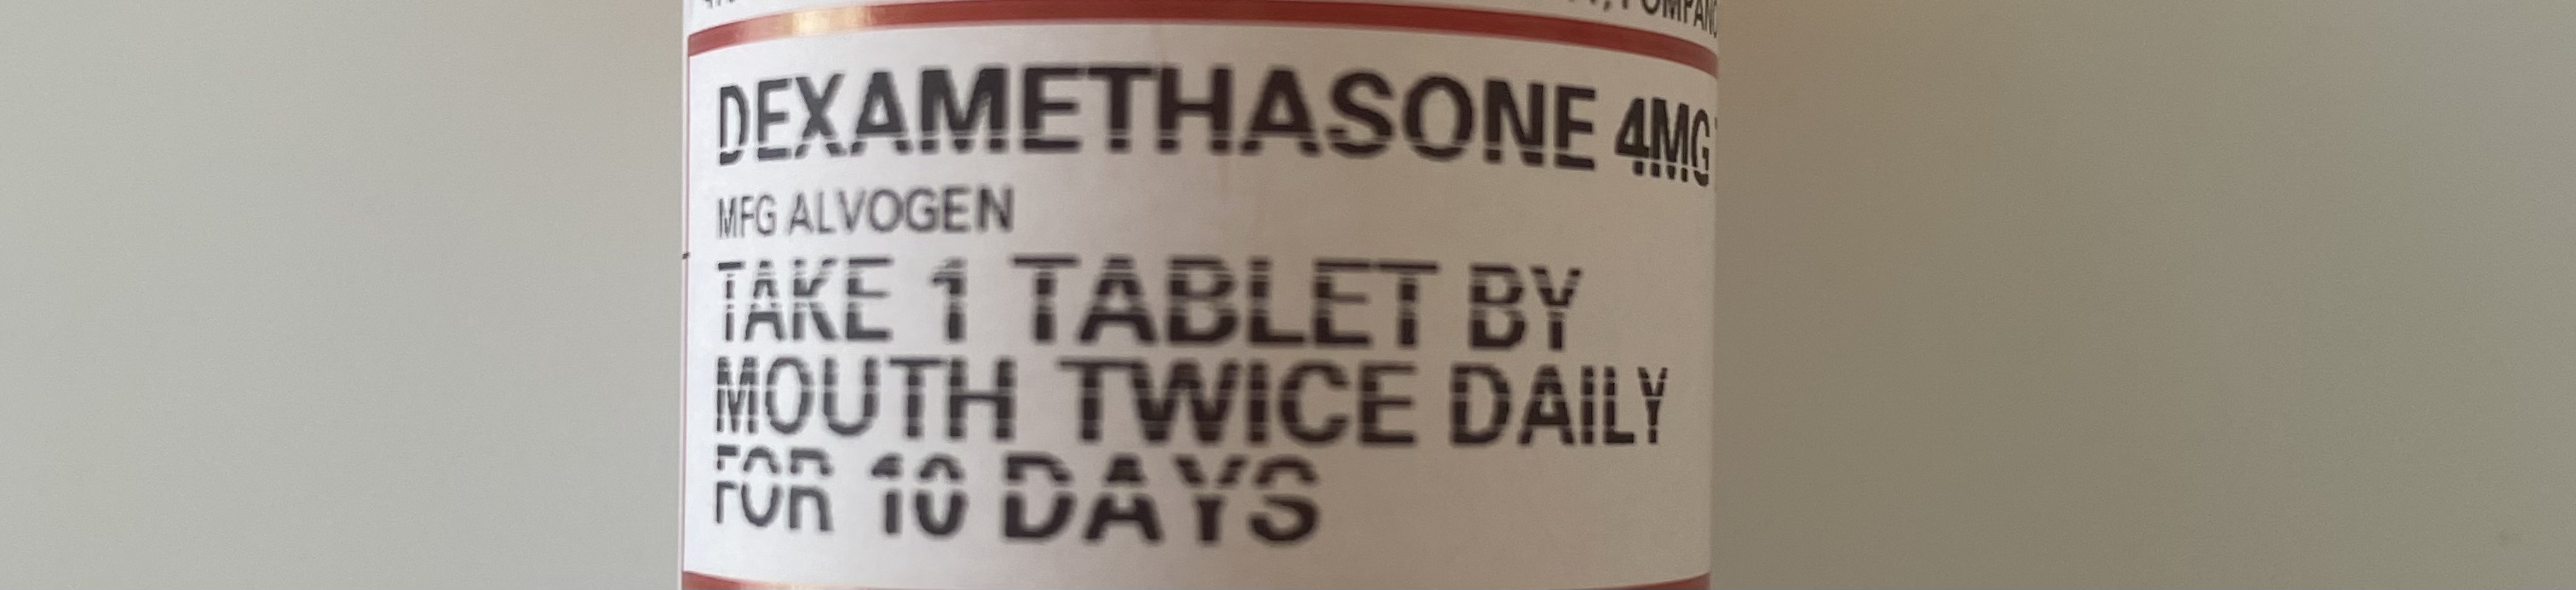 DEXAMETHASONE 4MG
MFG ALVOGEN
TAKE 1 TABLET BY
MOUTH TWICE DAILY
FOR 10 DAYS